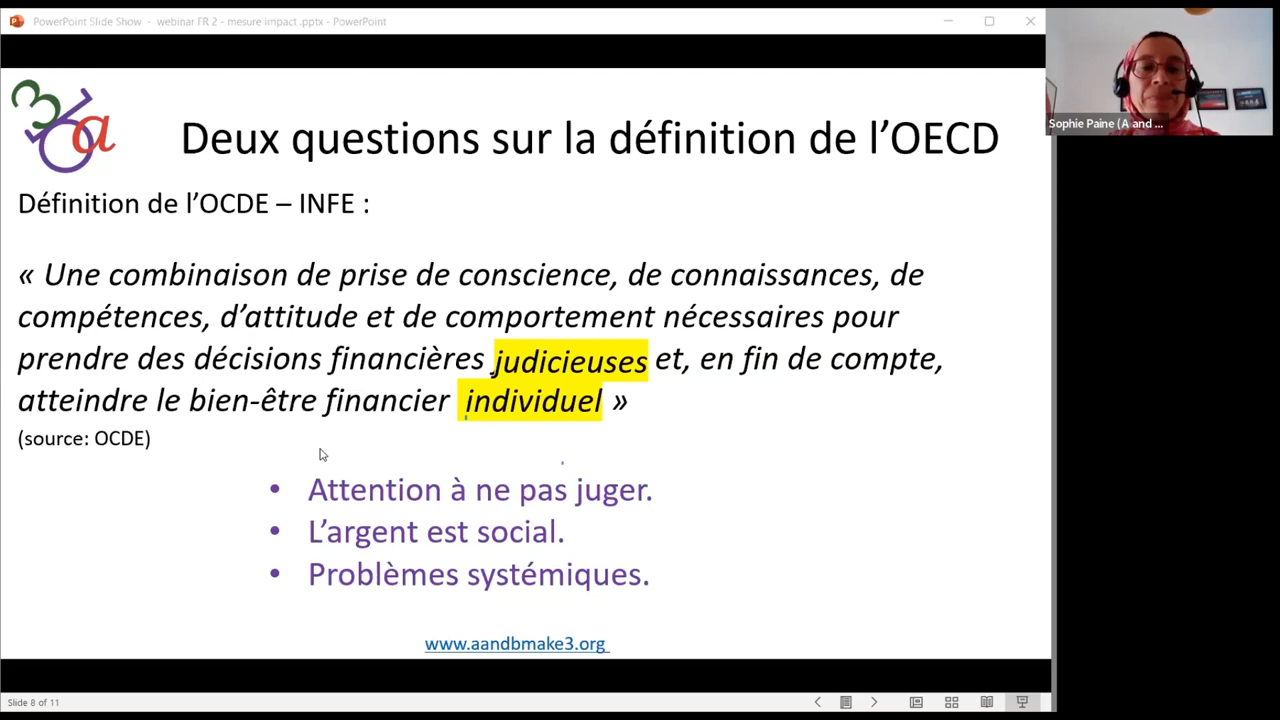 PowerPoint Slide Show - webinar FR 2 - mesure impact .pptx - PowerPoint
36a
Deux questions sur la définition de l’OECD
Définition de l’OCDE – INFE :
« Une combinaison de prise de conscience, de connaissances, de
compétences, d’attitude et de comportement nécessaires pour
prendre des décisions financières judicieuses et, en fin de compte,
atteindre le bien-être financier individuel »
(source: OCDE)
• Attention à ne pas juger.
• L’argent est social.
• Problèmes systémiques.
www.aandbmake3.org
Slide 8 of 11
Sophie Paine (A and ...